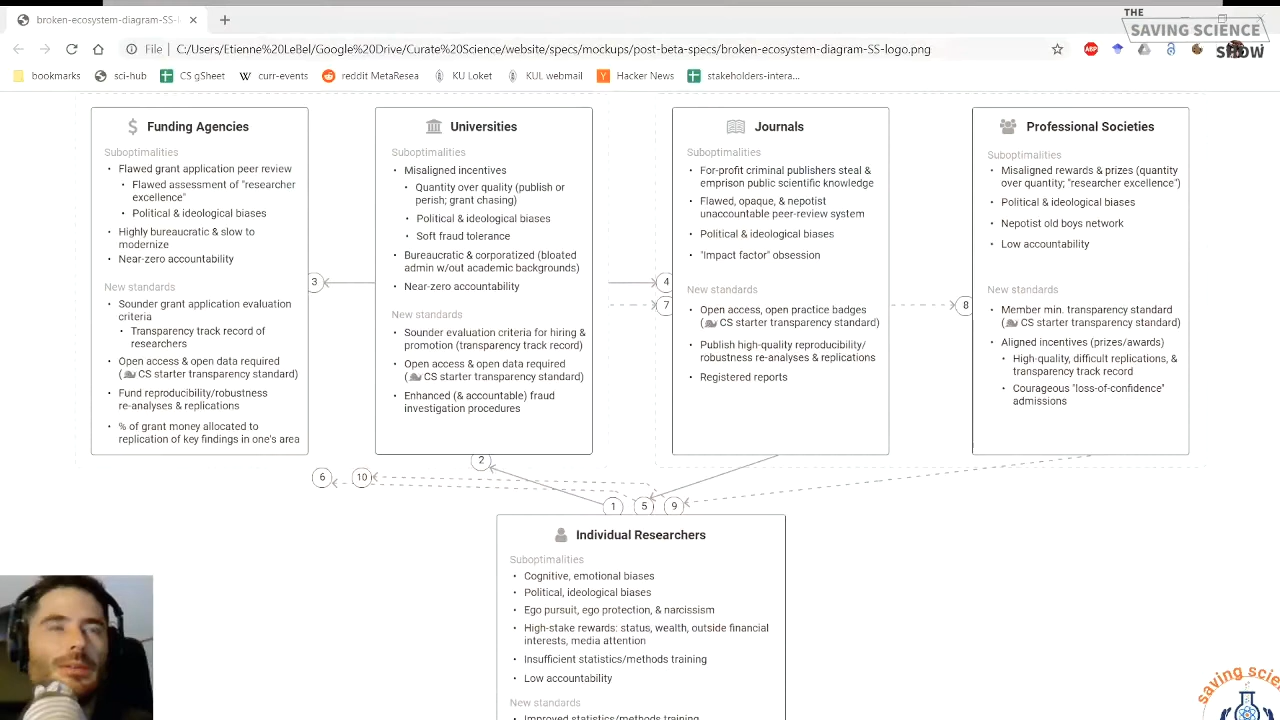 broken-ecosystem-diagram-SS-l
THE
SAVING SCIENCE
SHOW
File
C:/Users/Etienne%20LeBel/Google%20Drive/Curate%20Science/website/specs/mockups/post-beta-specs/broken-ecosystem-diagram-SS-logo.png
ABP
bookmarks
sci-hub
CS gSheet
W curr-events
reddit MetaResea
KU Loket
KUL webmail
Y Hacker News
stakeholders-intera...
$ Funding Agencies
Suboptimalities
• Flawed grant application peer review
• Flawed assessment of "researcher
excellence"
• Political & ideological biases
• Highly bureaucratic & slow to
modernize
• Near-zero accountability
New standards
• Sounder grant application evaluation
criteria
• Transparency track record of
researchers
• Open access & open data required
( CS starter transparency standard)
• Fund reproducibility/robustness
re-analyses & replications
• % of grant money allocated to
replication of key findings in one's area
3
Universities
Suboptimalities
• Misaligned incentives
• Quantity over quality (publish or
perish; grant chasing)
• Political & ideological biases
• Soft fraud tolerance
• Bureaucratic & corporatized (bloated
admin w/out academic backgrounds)
• Near-zero accountability
New standards
• Sounder evaluation criteria for hiring &
promotion (transparency track record)
• Open access & open data required
( CS starter transparency standard)
• Enhanced (& accountable) fraud
investigation procedures
4
7
Journals
Suboptimalities
• For-profit criminal publishers steal &
emprison public scientific knowledge
• Flawed, opaque, & nepotist
unaccountable peer-review system
• Political & ideological biases
• "Impact factor" obsession
New standards
• Open access, open practice badges
( CS starter transparency standard)
• Publish high-quality reproducibility/
robustness re-analyses & replications
• Registered reports
8
Professional Societies
Suboptimalities
• Misaligned rewards & prizes (quantity
over quantity; "researcher excellence")
• Political & ideological biases
• Nepotist old boys network
• Low accountability
New standards
• Member min. transparency standard
( CS starter transparency standard)
• Aligned incentives (prizes/awards)
• High-quality, difficult replications, &
transparency track record
• Courageous "loss-of-confidence"
admissions
2
6
10
1
5
9
Individual Researchers
Suboptimalities
• Cognitive, emotional biases
• Political, ideological biases
• Ego pursuit, ego protection, & narcissism
• High-stake rewards: status, wealth, outside financial
interests, media attention
• Insufficient statistics/methods training
• Low accountability
New standards
• Improved statistics/methods training
saving scie